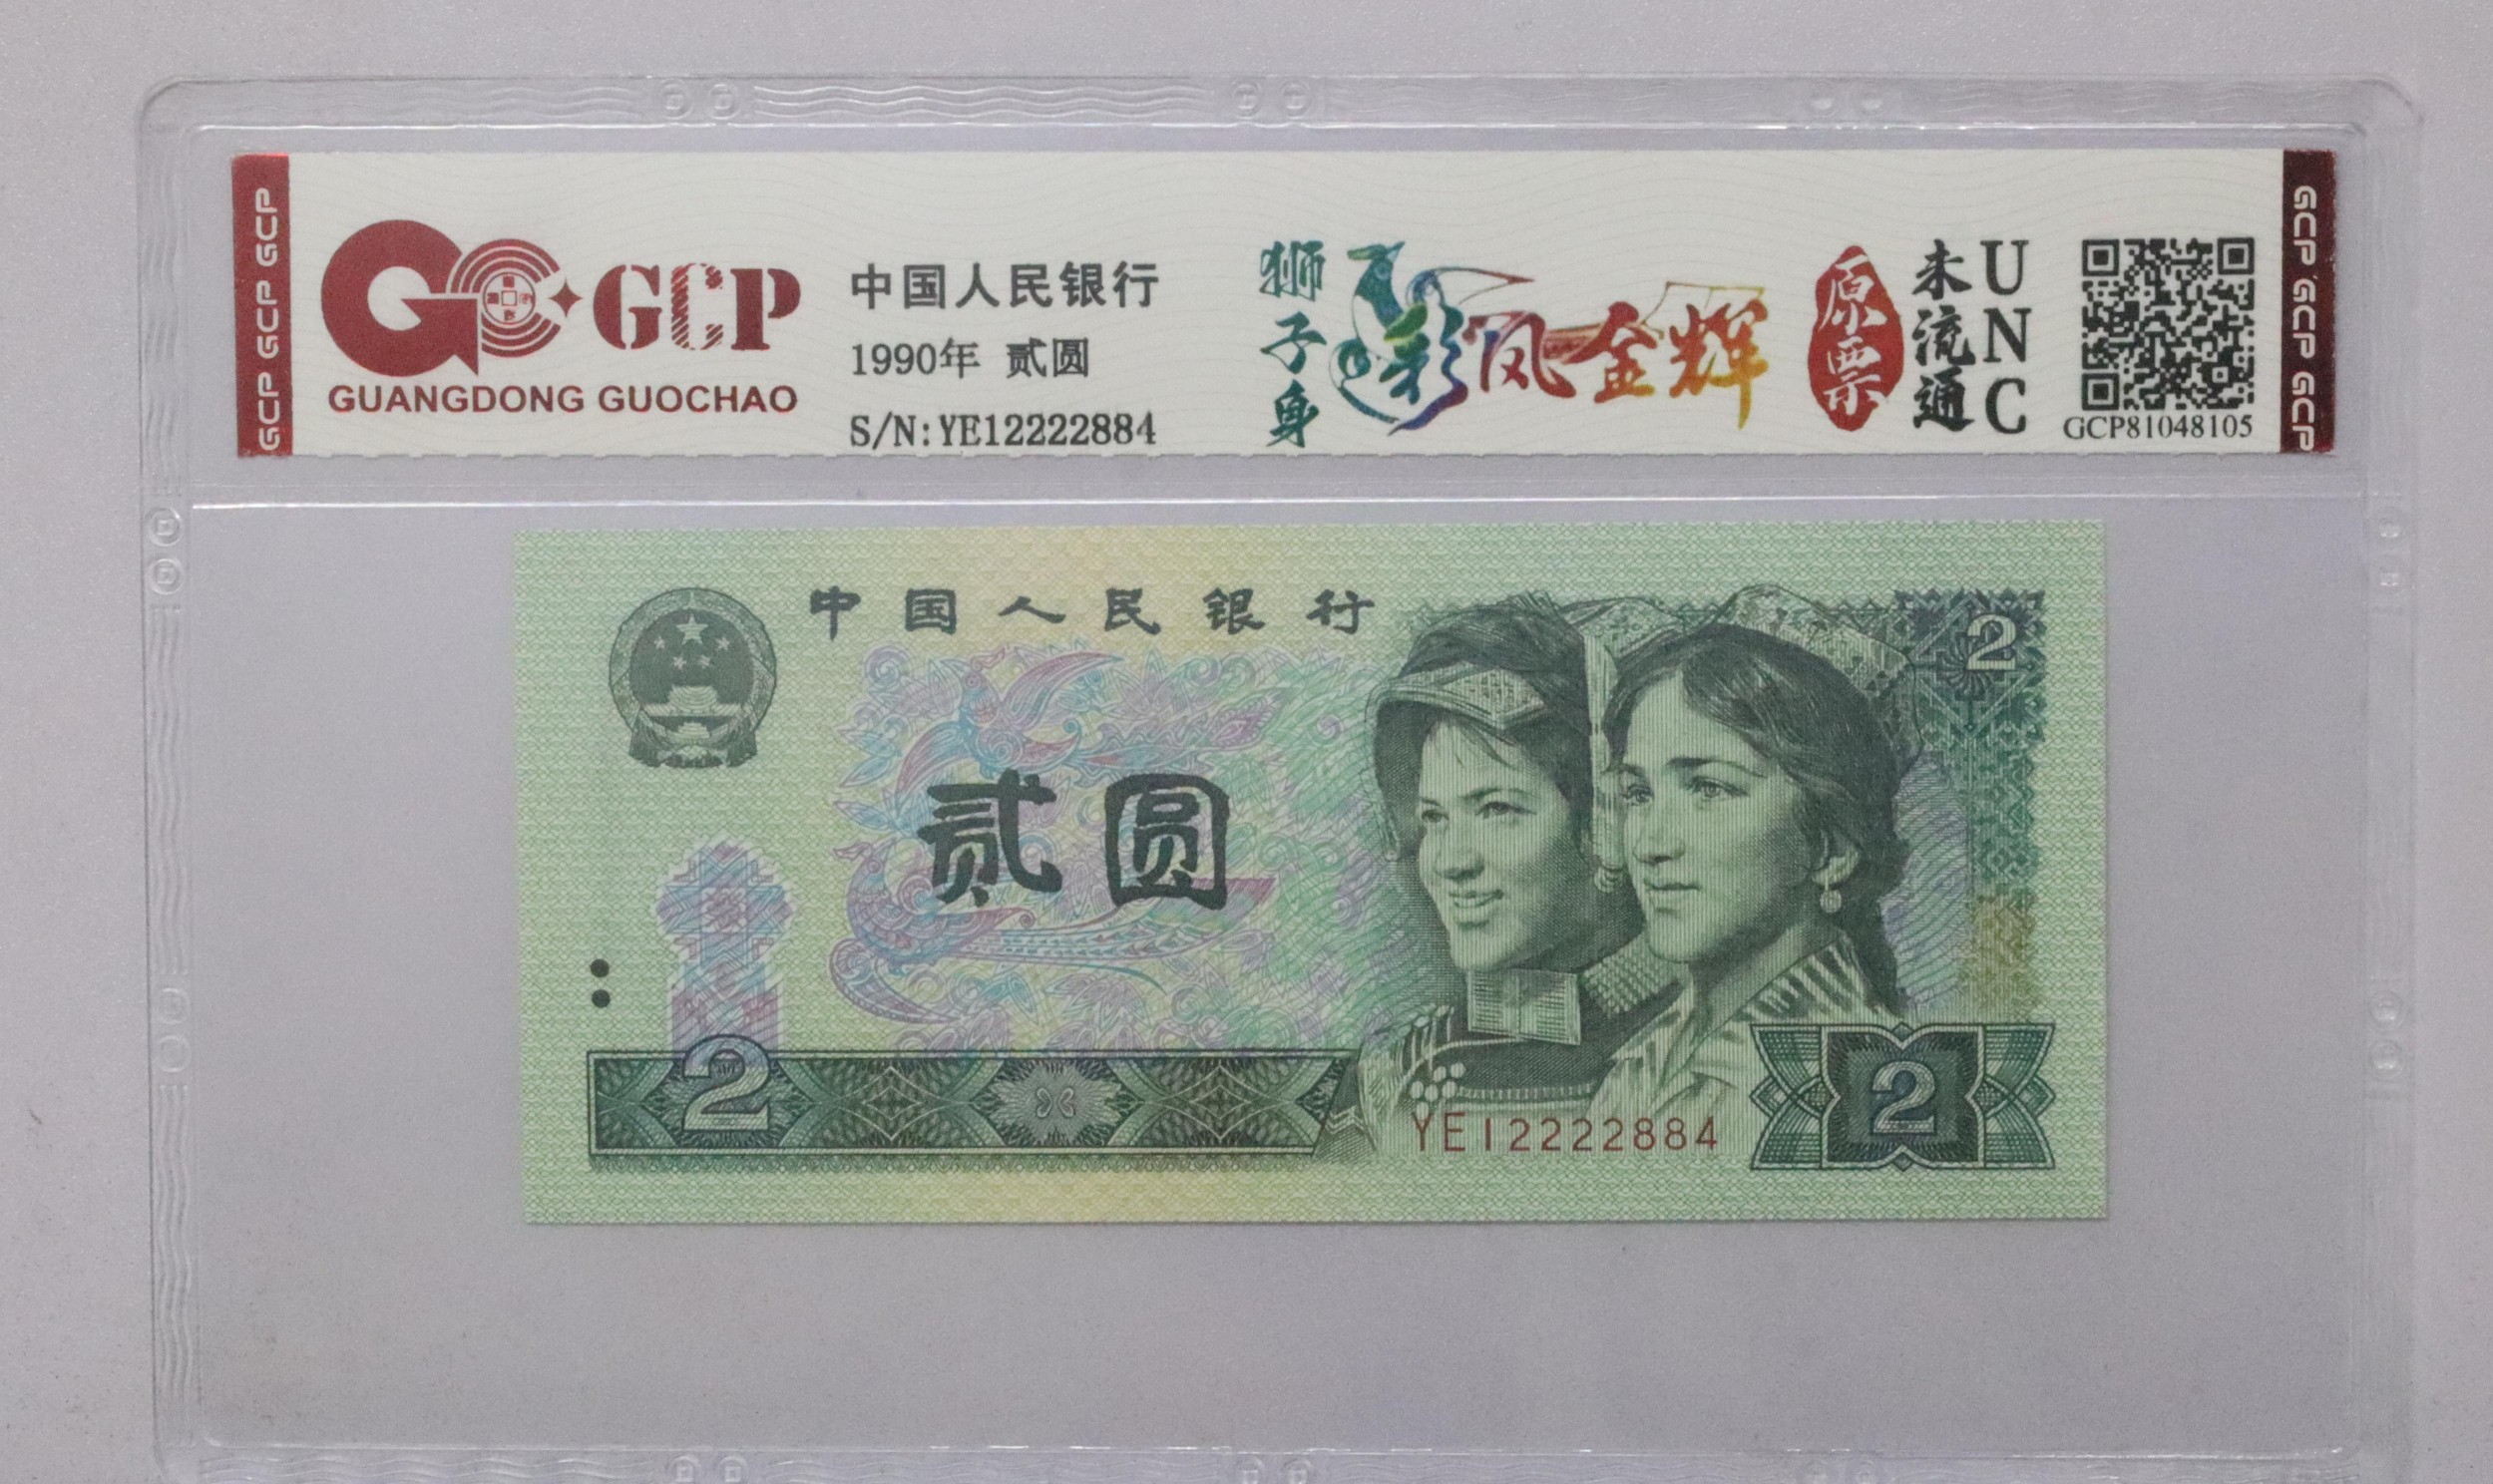 GCP GCP GCP
GCP
GUANGDONG GUOCHAO
中国人民银行
1990年 贰圆
S/N:YE12222884
狮子身
彩凤金辉
原票
未流通
UNC
GCP81048105
GCP GCP GCP
中国人民银行
2
贰圆
2
YE12222884
2